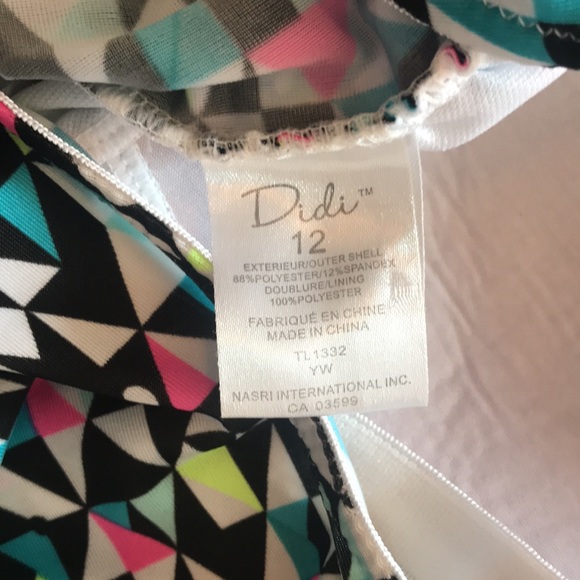 Didi™
12
EXTERIEUR/OUTER SHELL
88%POLYESTER/12%SPANDEX
DOUBLURE/LINING
100%POLYESTER
FABRIQUÉ EN CHINE
MADE IN CHINA
TL1332
YW
NASRI INTERNATIONAL INC.
CA 03599